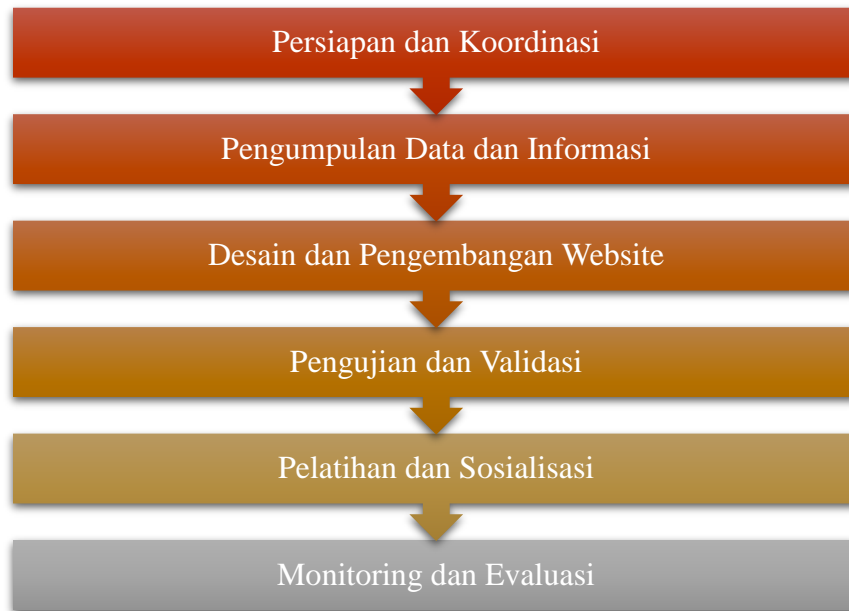 Persiapan dan Koordinasi
Pengumpulan Data dan Informasi
Desain dan Pengembangan Website
Pengujian dan Validasi
Pelatihan dan Sosialisasi
Monitoring dan Evaluasi